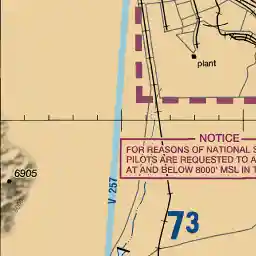 plant
NOTICE
FOR REASONS OF NATIONAL S
PILOTS ARE REQUESTED TO A
AT AND BELOW 8000' MSL IN T
6905
V 257
73